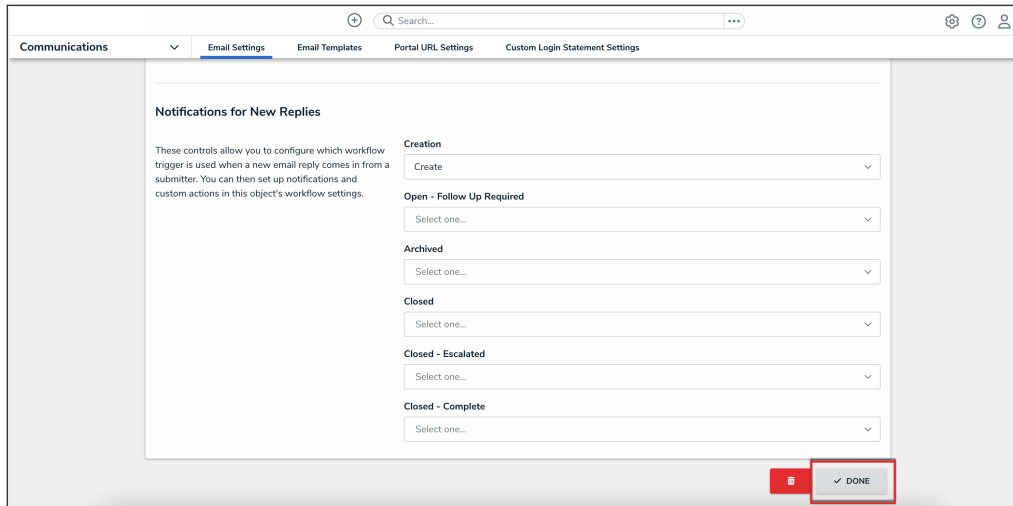 Search...
Communications
Email Settings
Email Templates
Portal URL Settings
Custom Login Statement Settings
Notifications for New Replies
These controls allow you to configure which workflow
trigger is used when a new email reply comes in from a
submitter. You can then set up notifications and
custom actions in this object's workflow settings.
Creation
Create
Open - Follow Up Required
Select one...
Archived
Select one...
Closed
Select one...
Closed - Escalated
Select one...
Closed - Complete
Select one...
DONE